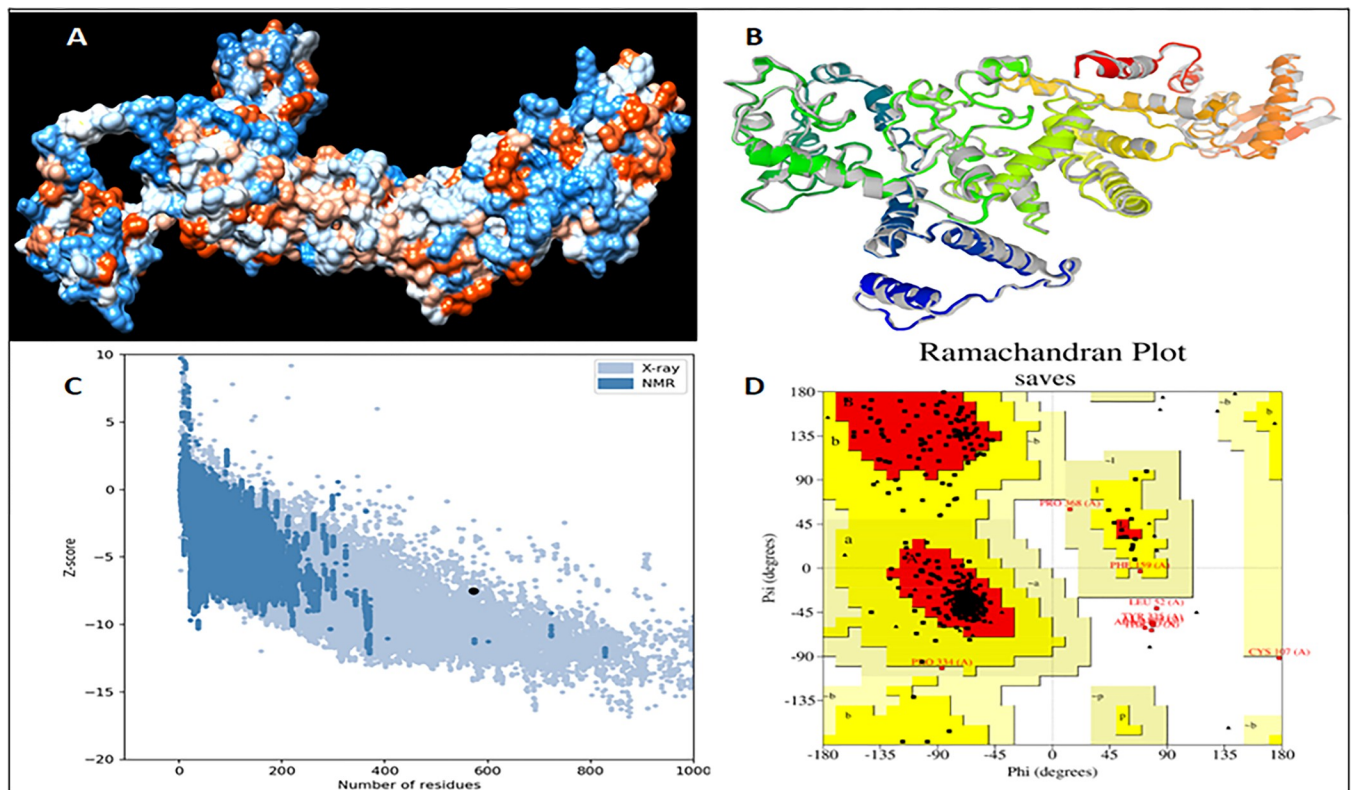 A
B
C
10
5
0
−5
−10
−15
−20
Z-score
0
200
400
600
800
1000
Number of residues
X-ray
NMR
Ramachandran Plot
saves
D
180
135
90
45
0
-45
-90
-135
Psi (degrees)
B
b
~b
~b
b
~l
l
PRO 368 (A)
a
~a
PHE 159 (A)
LEU 52 (A)
CYS 107 (A)
PRO 334 (A)
~b
b
~p
p
~b
-180
-135
-90
-45
0
45
90
135
180
Phi (degrees)